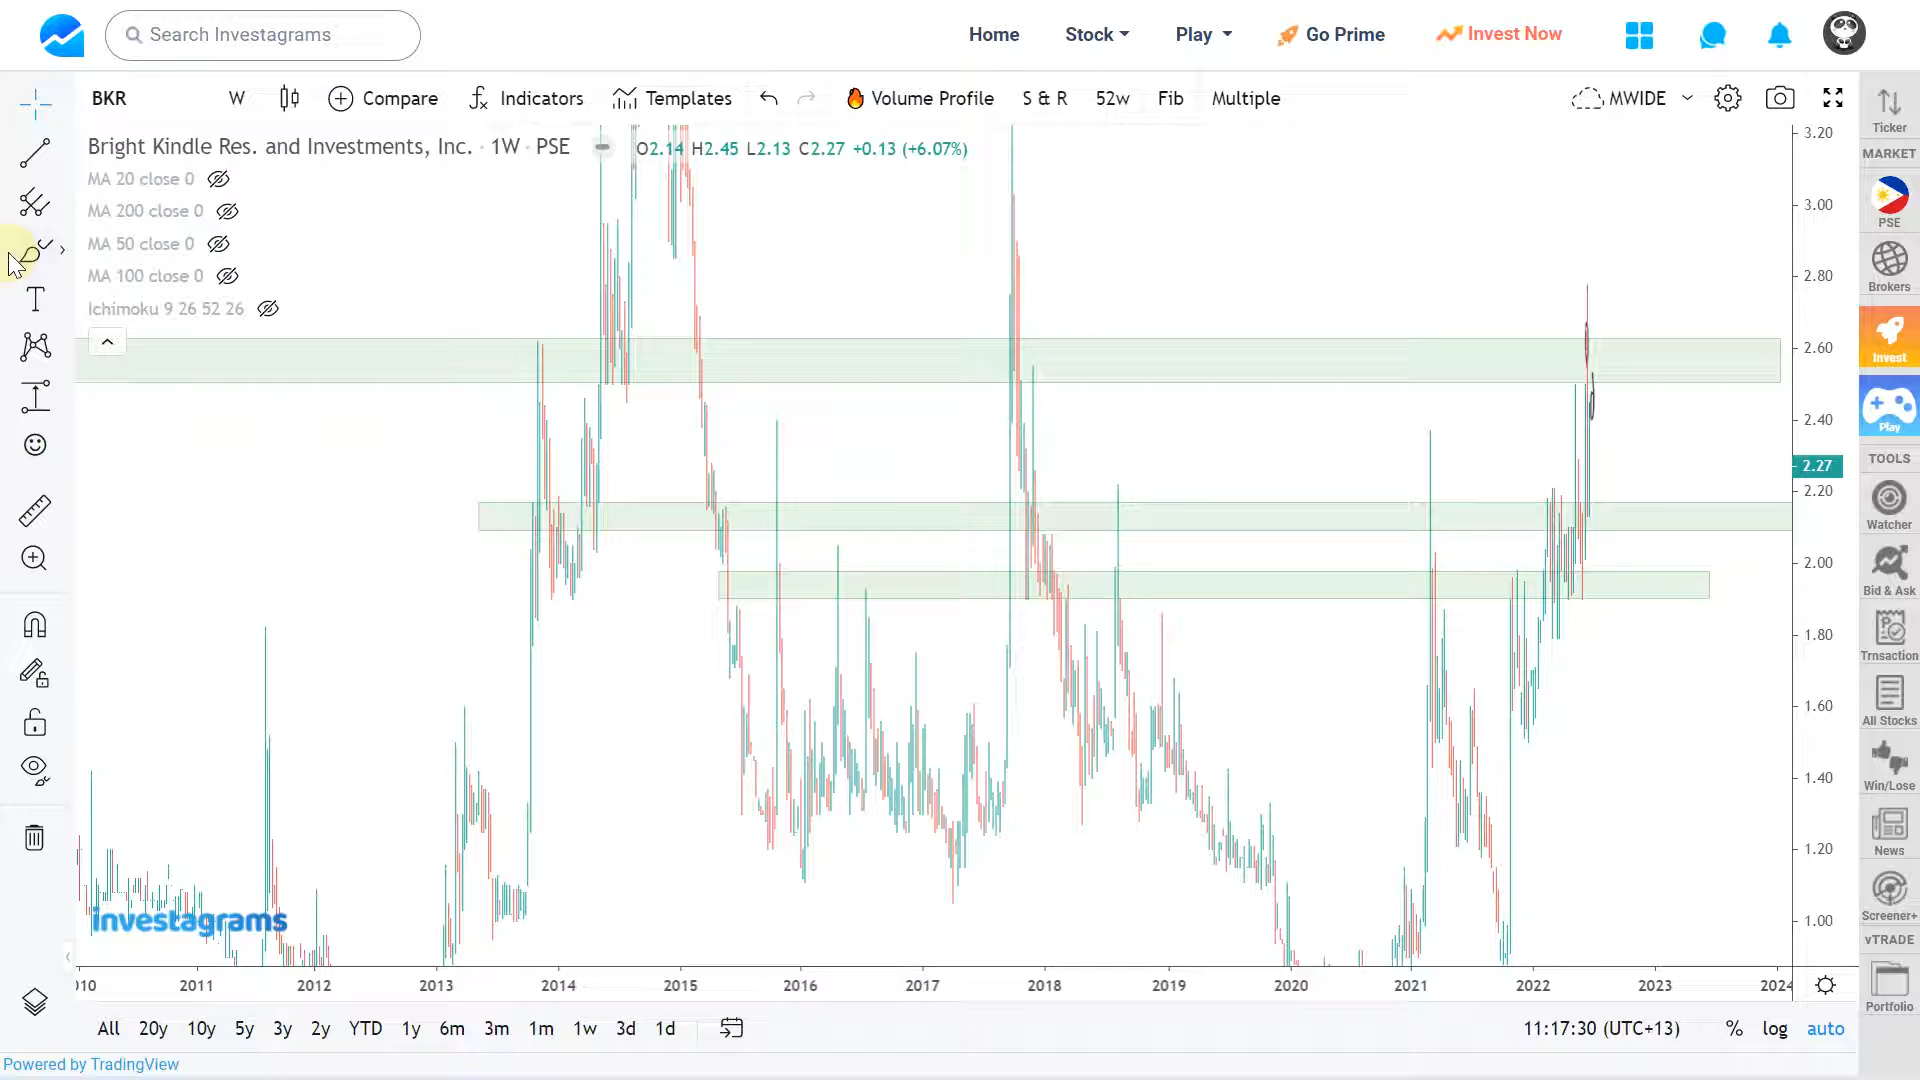 Search Investagrams
Home
Stock
Play
Go Prime
Invest Now
BKR
W
Compare
Indicators
Templates
Volume Profile
S & R
52w
Fib
Multiple
MWIDE
Bright Kindle Res. and Investments, Inc. · 1W · PSE
O2.14 H2.45 L2.13 C2.27 +0.13 (+6.07%)
MA 20 close 0
MA 200 close 0
MA 50 close 0
MA 100 close 0
Ichimoku 9 26 52 26
3.20
3.00
2.80
2.60
2.40
2.27
2.20
2.00
1.80
1.60
1.40
1.20
1.00
Ticker
MARKET
PSE
Brokers
Invest
Play
TOOLS
Watcher
Bid & Ask
Trnsaction
All Stocks
Win/Lose
News
Screener+
vTRADE
Portfolio
investagrams
010
2011
2012
2013
2014
2015
2016
2017
2018
2019
2020
2021
2022
2023
2024
All 20y 10y 5y 3y 2y YTD 1y 6m 3m 1m 1w 3d 1d
11:17:30 (UTC+13)
% log auto
Powered by TradingView